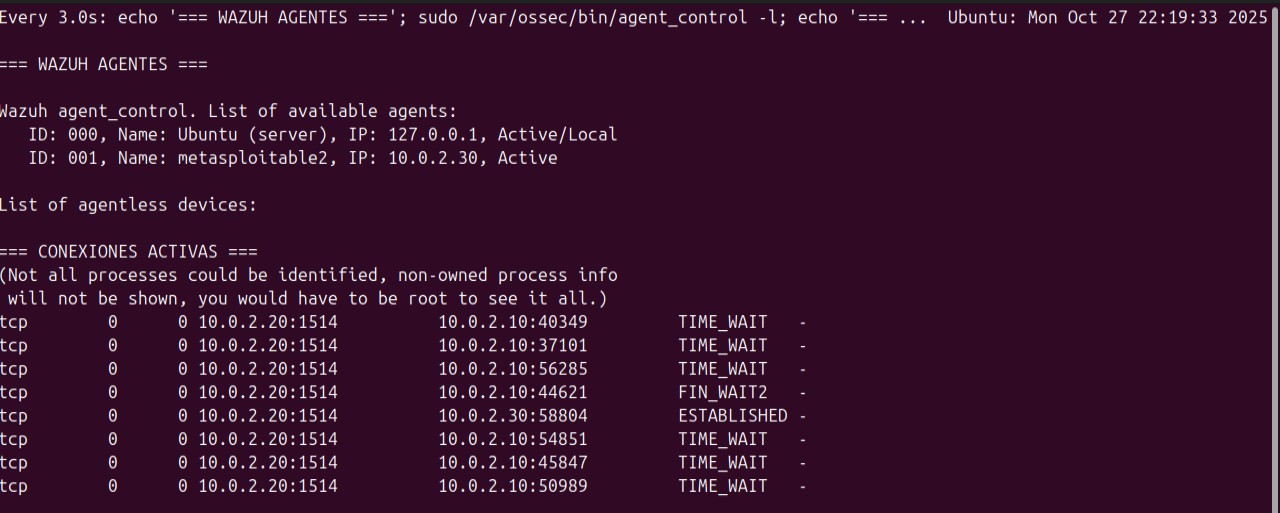 Every 3.0s: echo '=== WAZUH AGENTES ==='; sudo /var/ossec/bin/agent_control -l; echo '=== ...  Ubuntu: Mon Oct 27 22:19:33 2025
=== WAZUH AGENTES ===
Wazuh agent_control. List of available agents:
   ID: 000, Name: Ubuntu (server), IP: 127.0.0.1, Active/Local
   ID: 001, Name: metasploitable2, IP: 10.0.2.30, Active
List of agentless devices:
=== CONEXIONES ACTIVAS ===
(Not all processes could be identified, non-owned process info
 will not be shown, you would have to be root to see it all.)
tcp        0      0 10.0.2.20:1514          10.0.2.10:40349         TIME_WAIT   -
tcp        0      0 10.0.2.20:1514          10.0.2.10:37101         TIME_WAIT   -
tcp        0      0 10.0.2.20:1514          10.0.2.10:56285         TIME_WAIT   -
tcp        0      0 10.0.2.20:1514          10.0.2.10:44621         FIN_WAIT2   -
tcp        0      0 10.0.2.20:1514          10.0.2.30:58804         ESTABLISHED -
tcp        0      0 10.0.2.20:1514          10.0.2.10:54851         TIME_WAIT   -
tcp        0      0 10.0.2.20:1514          10.0.2.10:45847         TIME_WAIT   -
tcp        0      0 10.0.2.20:1514          10.0.2.10:50989         TIME_WAIT   -